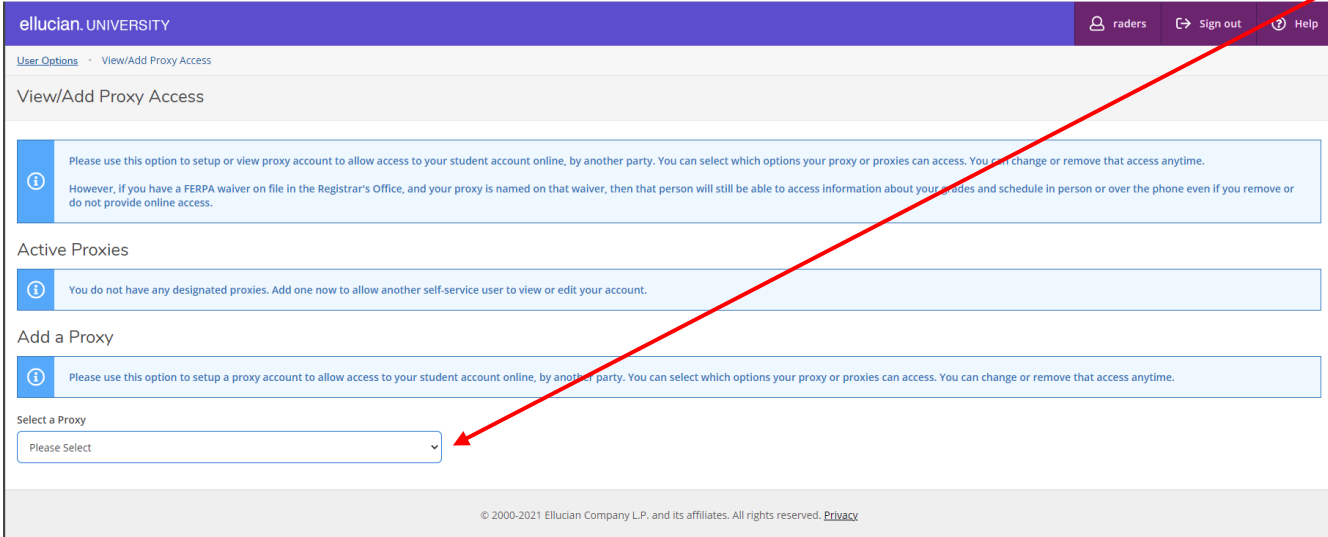 ellucian. UNIVERSITY
raders
Sign out
Help
User Options · View/Add Proxy Access
View/Add Proxy Access
Please use this option to setup or view proxy account to allow access to your student account online, by another party. You can select which options your proxy or proxies can access. You can change or remove that access anytime.
However, if you have a FERPA waiver on file in the Registrar's Office, and your proxy is named on that waiver, then that person will still be able to access information about your grades and schedule in person or over the phone even if you remove or
do not provide online access.
Active Proxies
You do not have any designated proxies. Add one now to allow another self-service user to view or edit your account.
Add a Proxy
Please use this option to setup a proxy account to allow access to your student account online, by another party. You can select which options your proxy or proxies can access. You can change or remove that access anytime.
Select a Proxy
Please Select
© 2000-2021 Ellucian Company L.P. and its affiliates. All rights reserved. Privacy